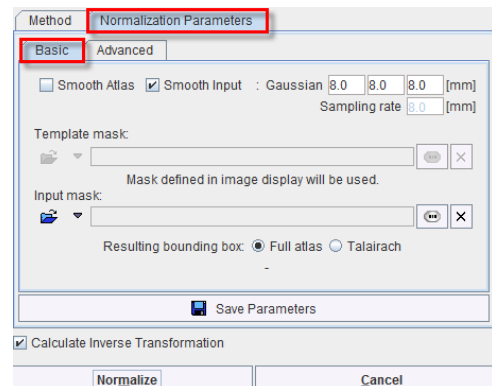 Method Normalization Parameters
Basic Advanced
Smooth Atlas Smooth Input : Gaussian 8.0 8.0 8.0 [mm]
Sampling rate 8.0 [mm]
Template mask:
Mask defined in image display will be used.
Input mask:
Resulting bounding box: Full atlas Talairach
-
Save Parameters
Calculate Inverse Transformation
Normalize Cancel